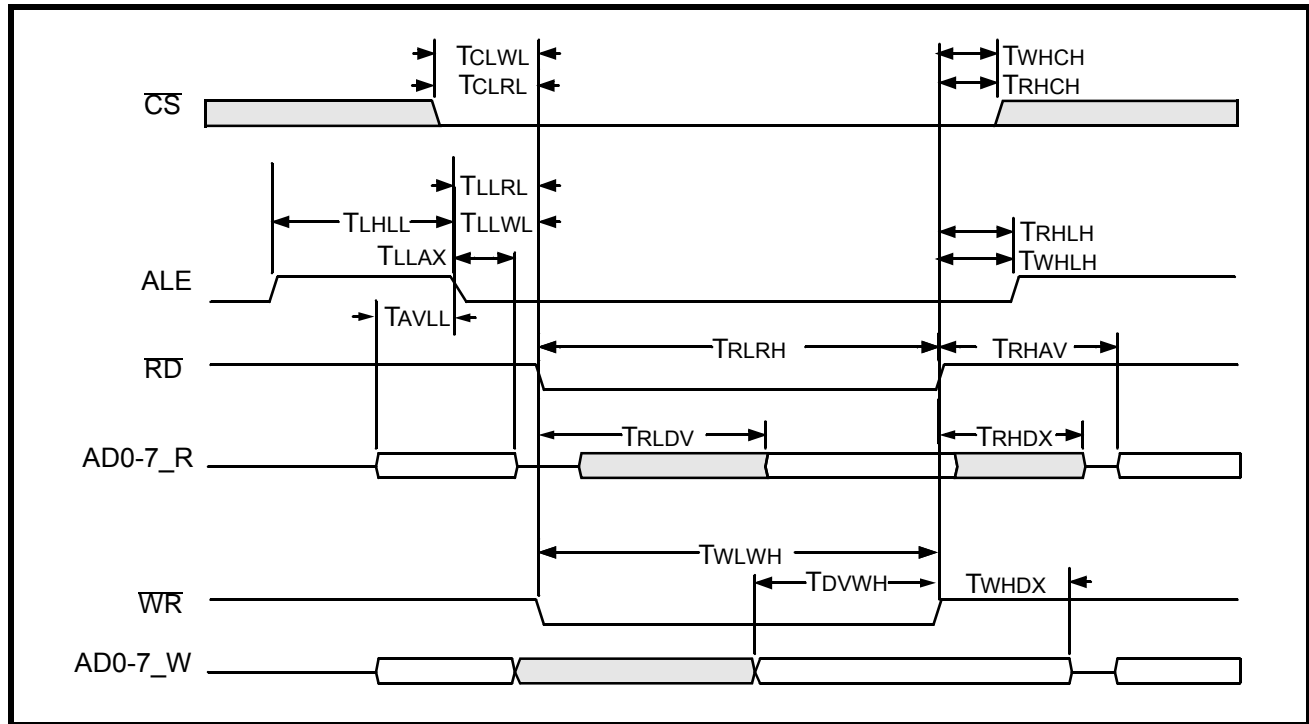 TCLWL
TWHCH
TCLRL
TRHCH
CS
TLLRL
TLHLL
TLLWL
TRHLH
TLLAX
TWHLH
ALE
TAVLL
TRLRH
TRHAV
RD
TRLDV
TRHDX
AD0-7_R
TWLWH
TDVWH
TWHDX
WR
AD0-7_W